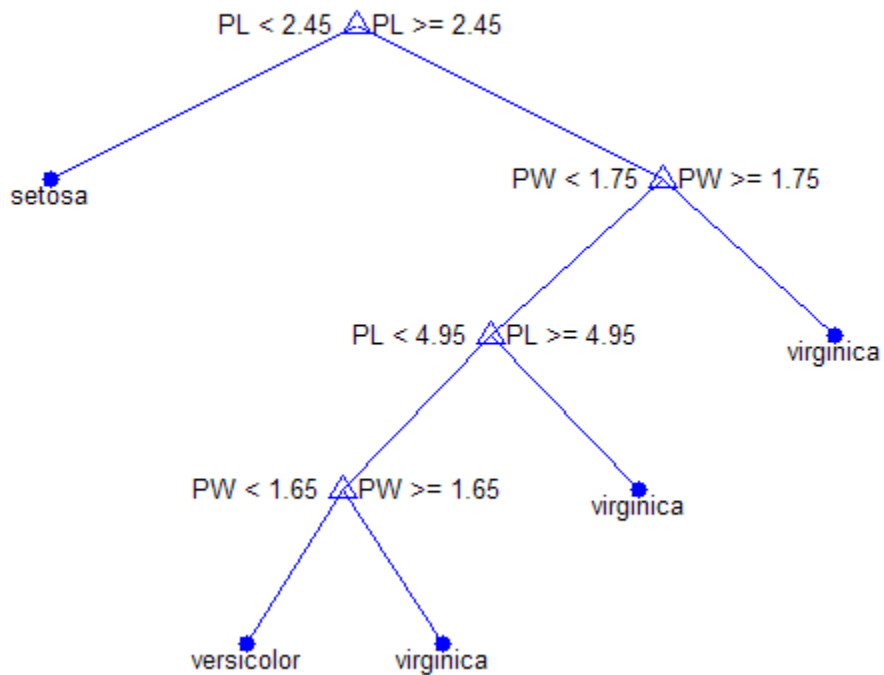 PL < 2.45 PL >= 2.45
setosa
PW < 1.75 PW >= 1.75
PL < 4.95 PL >= 4.95
virginica
PW < 1.65 PW >= 1.65
virginica
versicolor
virginica